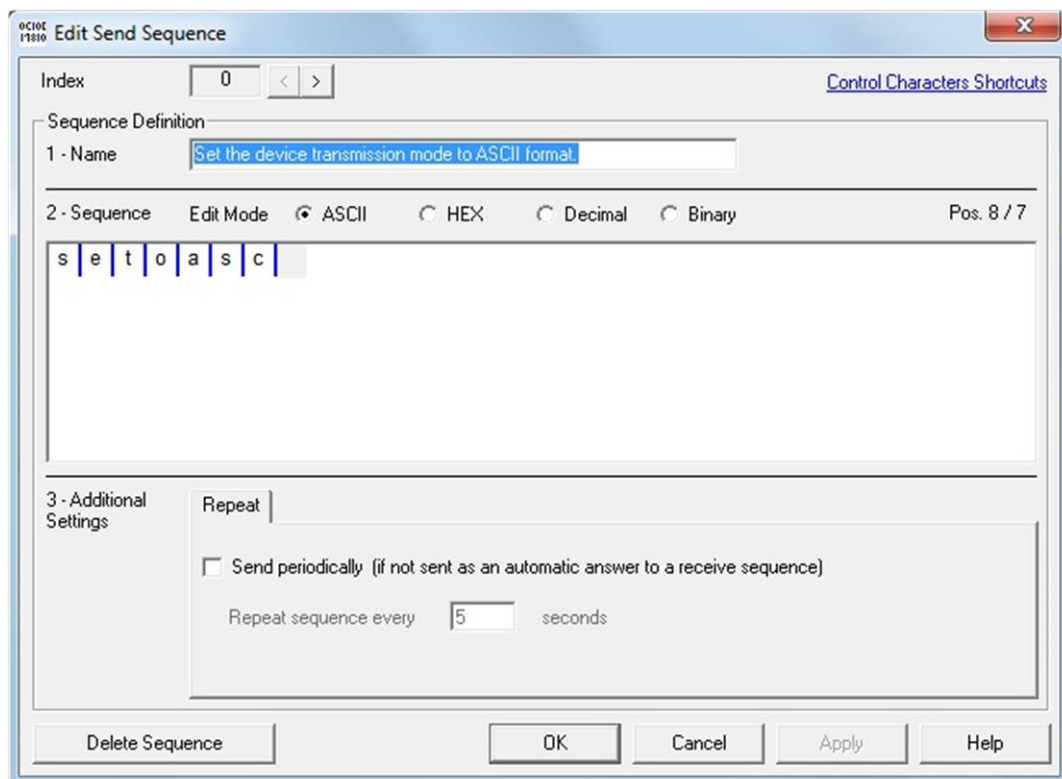 Edit Send Sequence
Index 0 < >
Control Characters Shortcuts
Sequence Definition
1 - Name Set the device transmission mode to ASCII format.
2 - Sequence Edit Mode ASCII HEX Decimal Binary Pos. 8 / 7
s e t o a s c
3 - Additional
Settings
Repeat
Send periodically (if not sent as an automatic answer to a receive sequence)
Repeat sequence every 5 seconds
Delete Sequence OK Cancel Apply Help